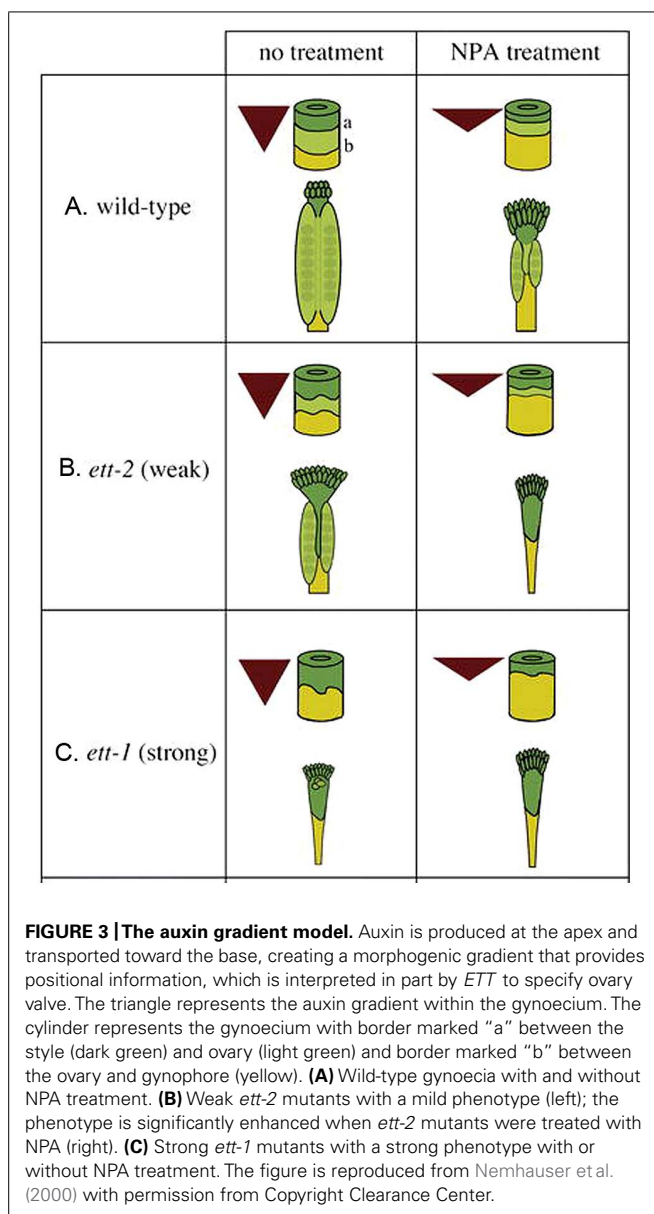 no treatment NPA treatment
a
b
A. wild-type
B. ett-2 (weak)
C. ett-1 (strong)
FIGURE 3 | The auxin gradient model. Auxin is produced at the apex and
transported toward the base, creating a morphogenic gradient that provides
positional information, which is interpreted in part by ETT to specify ovary
valve. The triangle represents the auxin gradient within the gynoecium. The
cylinder represents the gynoecium with border marked "a" between the
style (dark green) and ovary (light green) and border marked "b" between
the ovary and gynophore (yellow). (A) Wild-type gynoecia with and without
NPA treatment. (B) Weak ett-2 mutants with a mild phenotype (left); the
phenotype is significantly enhanced when ett-2 mutants were treated with
NPA (right). (C) Strong ett-1 mutants with a strong phenotype with or
without NPA treatment. The figure is reproduced from Nemhauser et al.
(2000) with permission from Copyright Clearance Center.